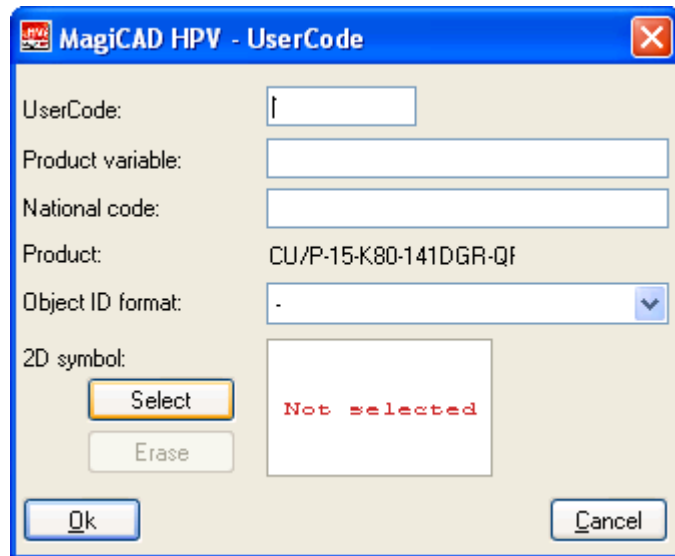 MagiCAD HPV - UserCode
UserCode:
Product variable:
National code:
Product: CU/P-15-K80-141DGR-QF
Object ID format: -
2D symbol:
Select
Not selected
Erase
Ok
Cancel